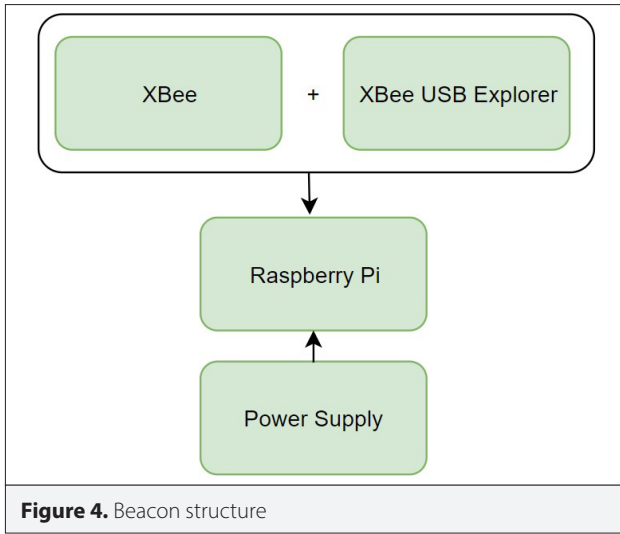 XBee + XBee USB Explorer
Raspberry Pi
Power Supply
Figure 4. Beacon structure